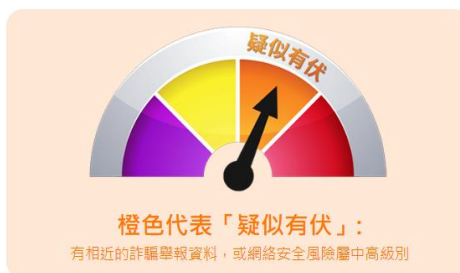 疑似有伏
橙色代表「疑似有伏」:
有相近的詐騙舉報資料，或網絡安全風險屬中高級別